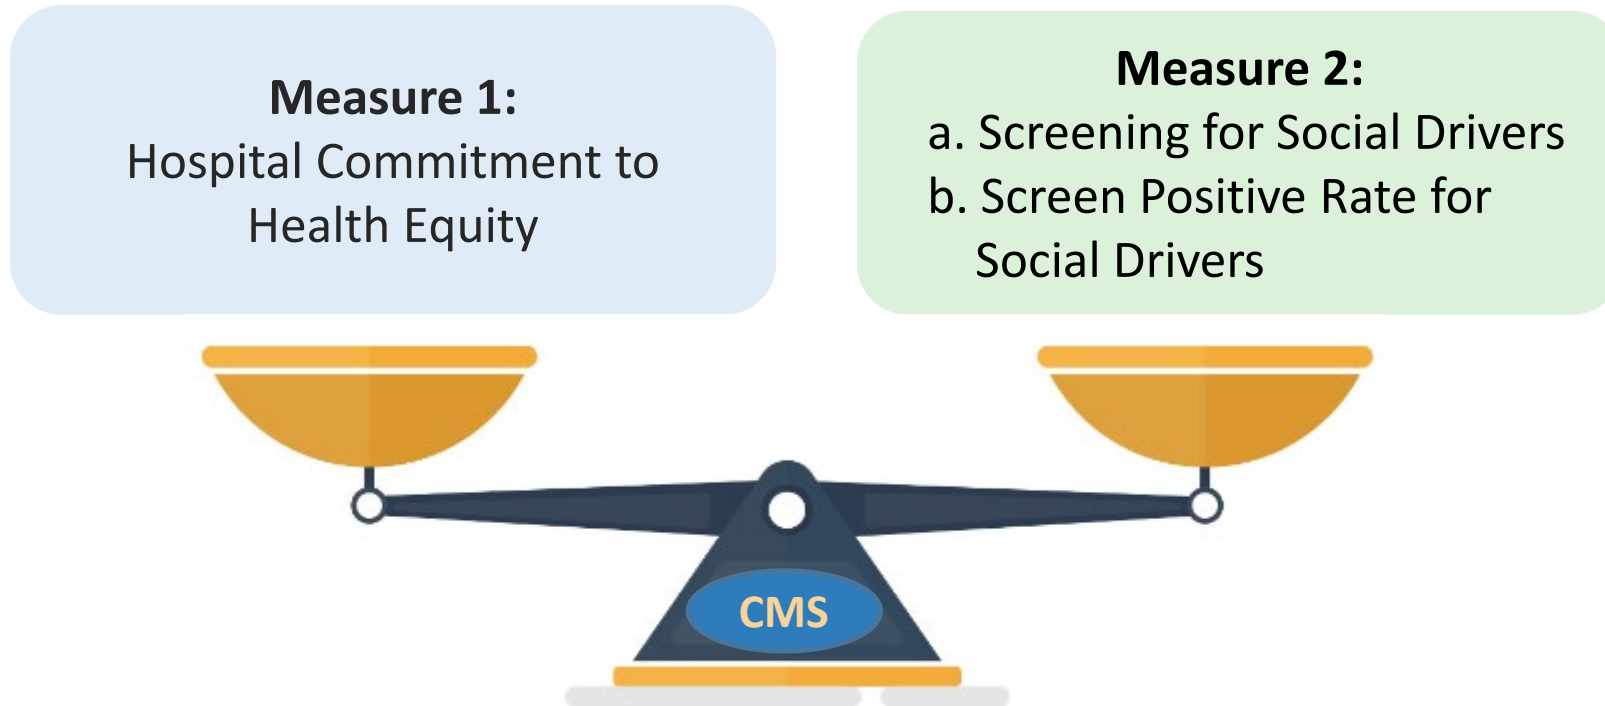 Measure 1:
Hospital Commitment to
Health Equity
Measure 2:
a. Screening for Social Drivers
b. Screen Positive Rate for
Social Drivers
CMS